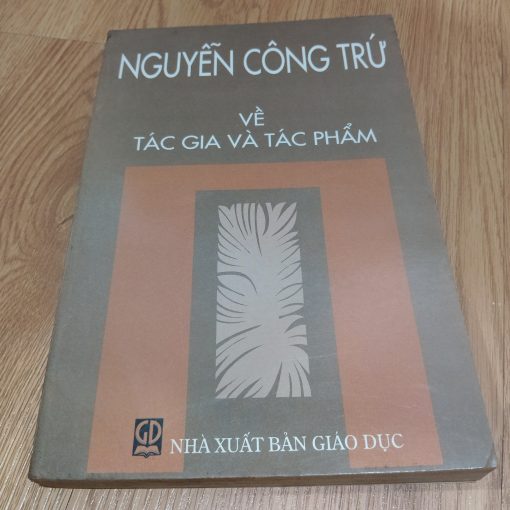 NGUYỄN CÔNG TRỨ
VỀ
TÁC GIA VÀ TÁC PHẨM
GD
NHÀ XUẤT BẢN GIÁO DỤC